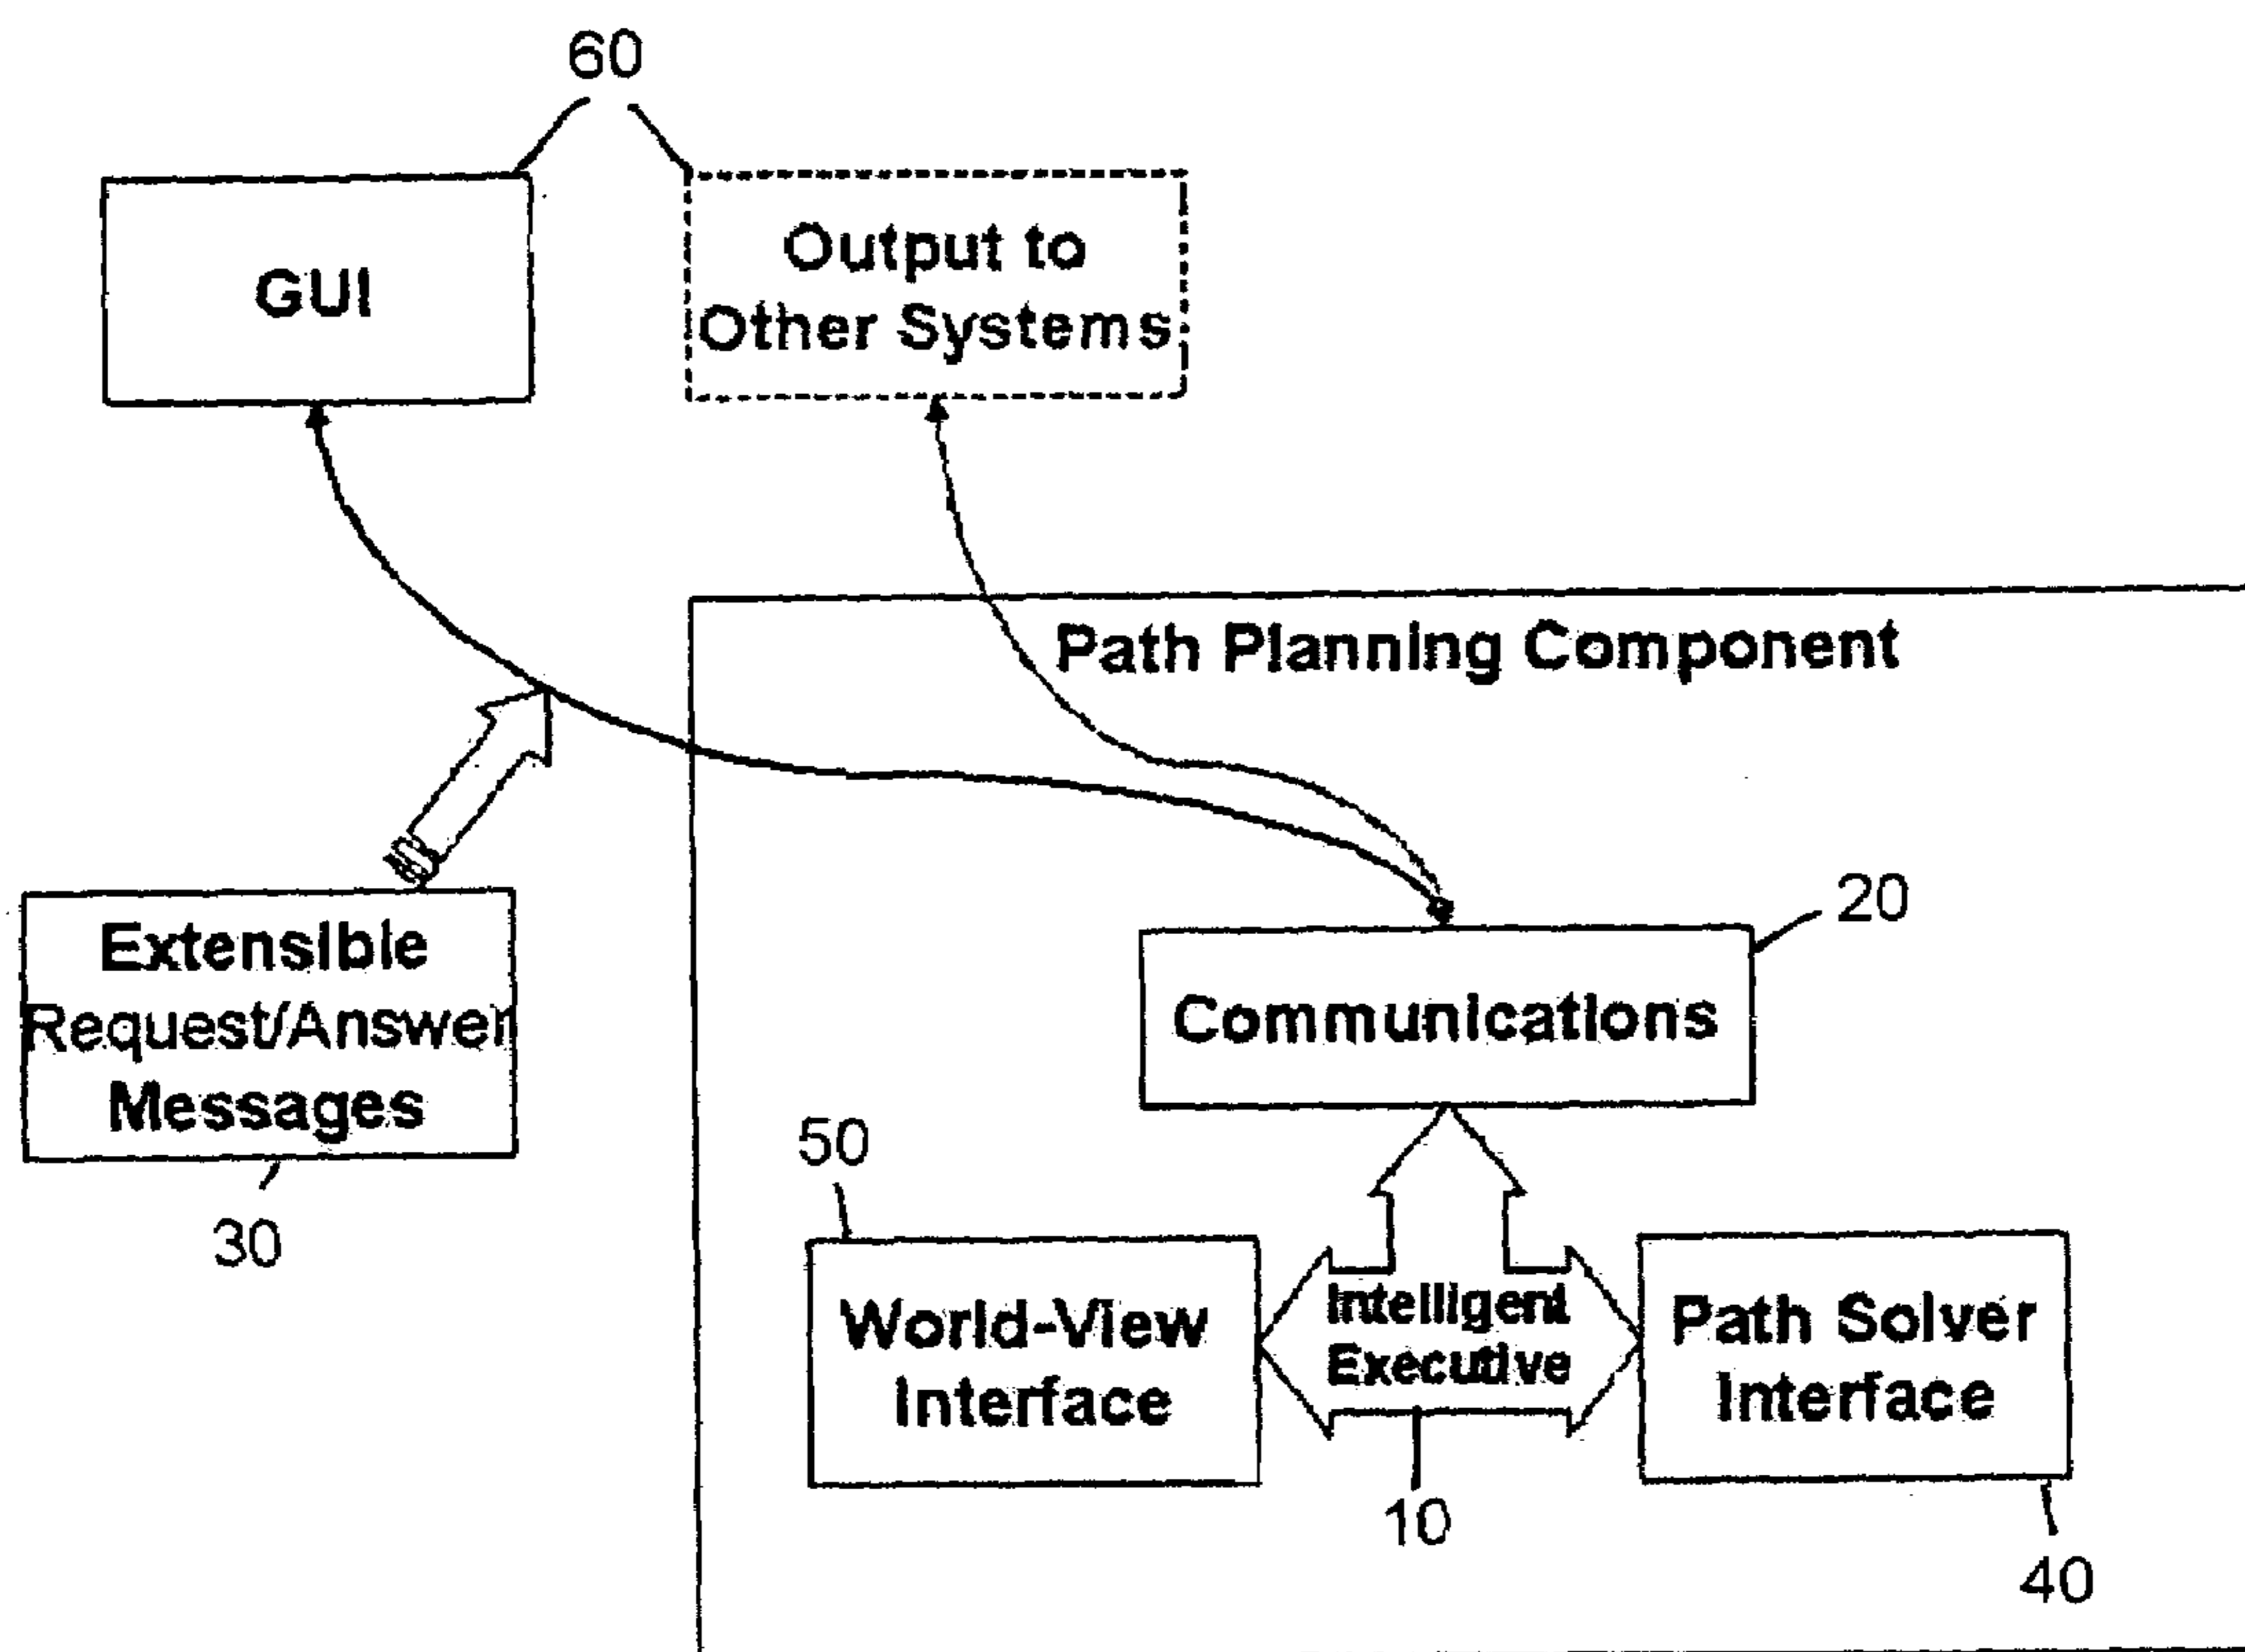 60
GUI
Output to
Other Systems
Path Planning Component
20
Extensible
Request/Answer
Messages
Communications
50
30
World-View
Interface
Intelligent
Executive
Path Solver
Interface
10
40